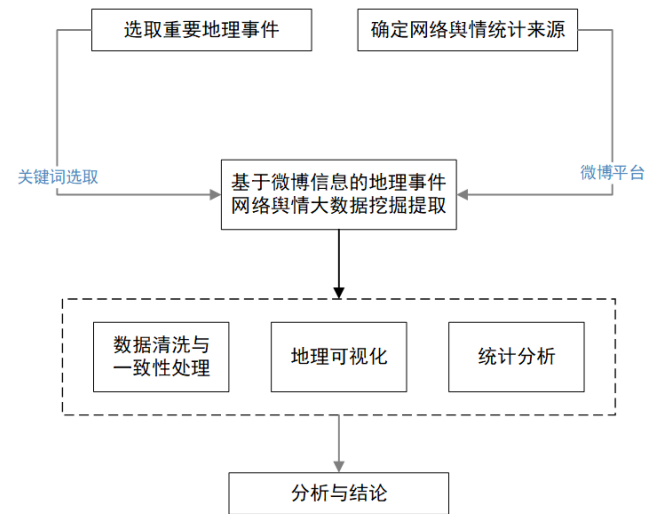 选取重要地理事件
确定网络舆情统计来源
关键词选取
微博平台
基于微博信息的地理事件
网络舆情大数据挖掘提取
数据清洗与
一致性处理
地理可视化
统计分析
分析与结论